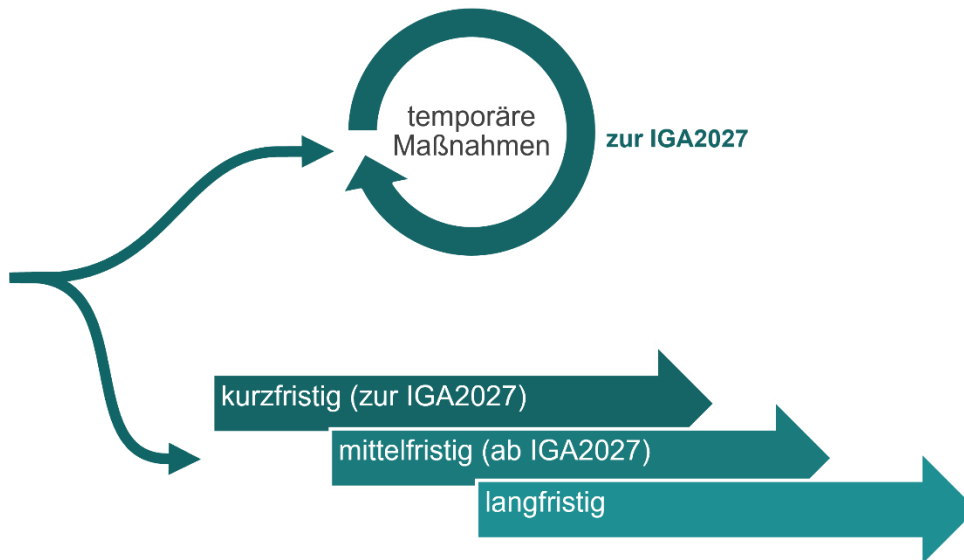 temporäre
Maßnahmen
zur IGA2027
kurzfristig (zur IGA2027)
mittelfristig (ab IGA2027)
langfristig